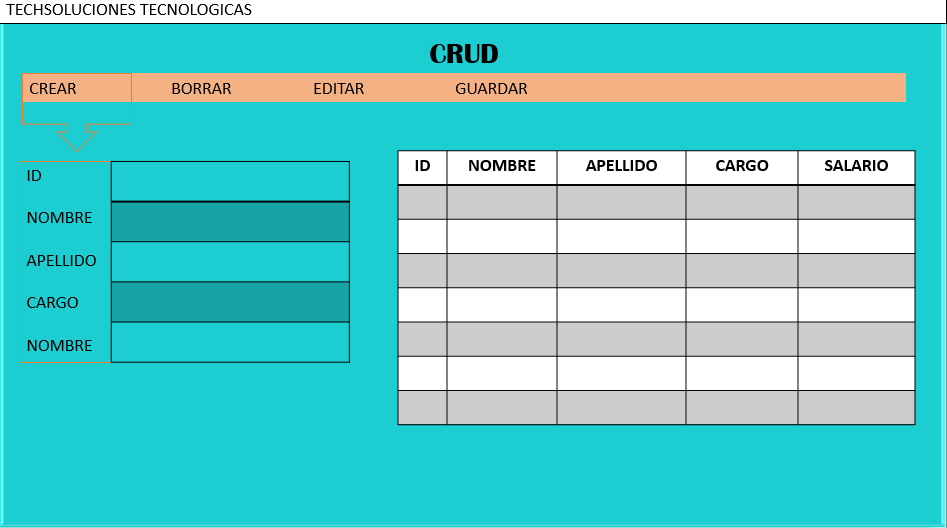 TECHSOLUCIONES TECNOLOGICAS
CRUD
CREAR BORRAR EDITAR GUARDAR
ID
NOMBRE
APELLIDO
CARGO
NOMBRE
ID NOMBRE APELLIDO CARGO SALARIO